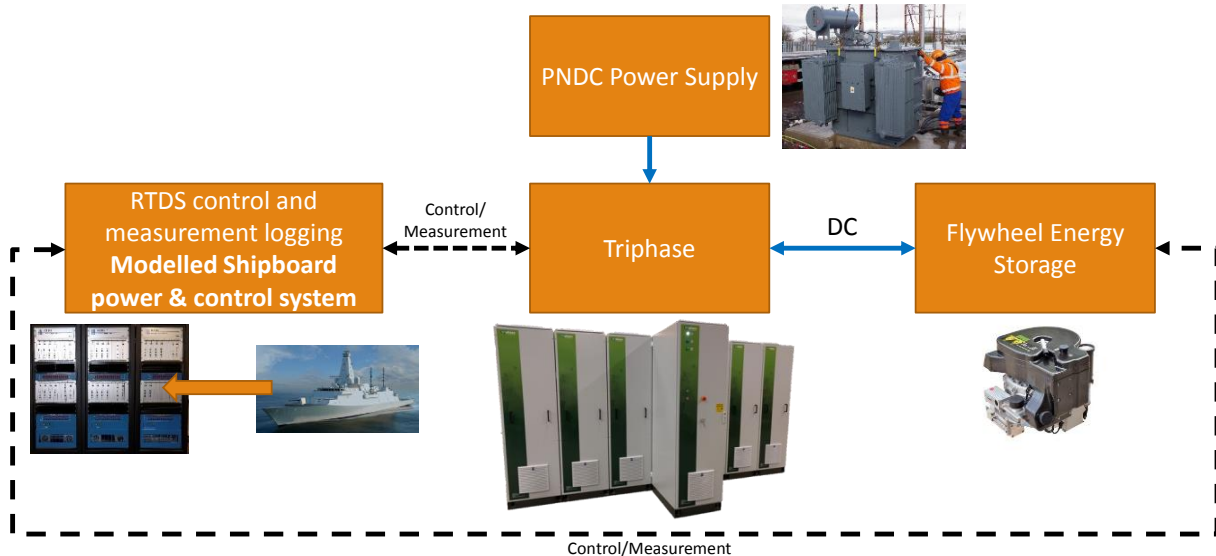 PNDC Power Supply
RTDS control and
measurement logging
Modelled Shipboard
power & control system
Control/
Measurement
Triphase
DC
Flywheel Energy
Storage
Control/Measurement